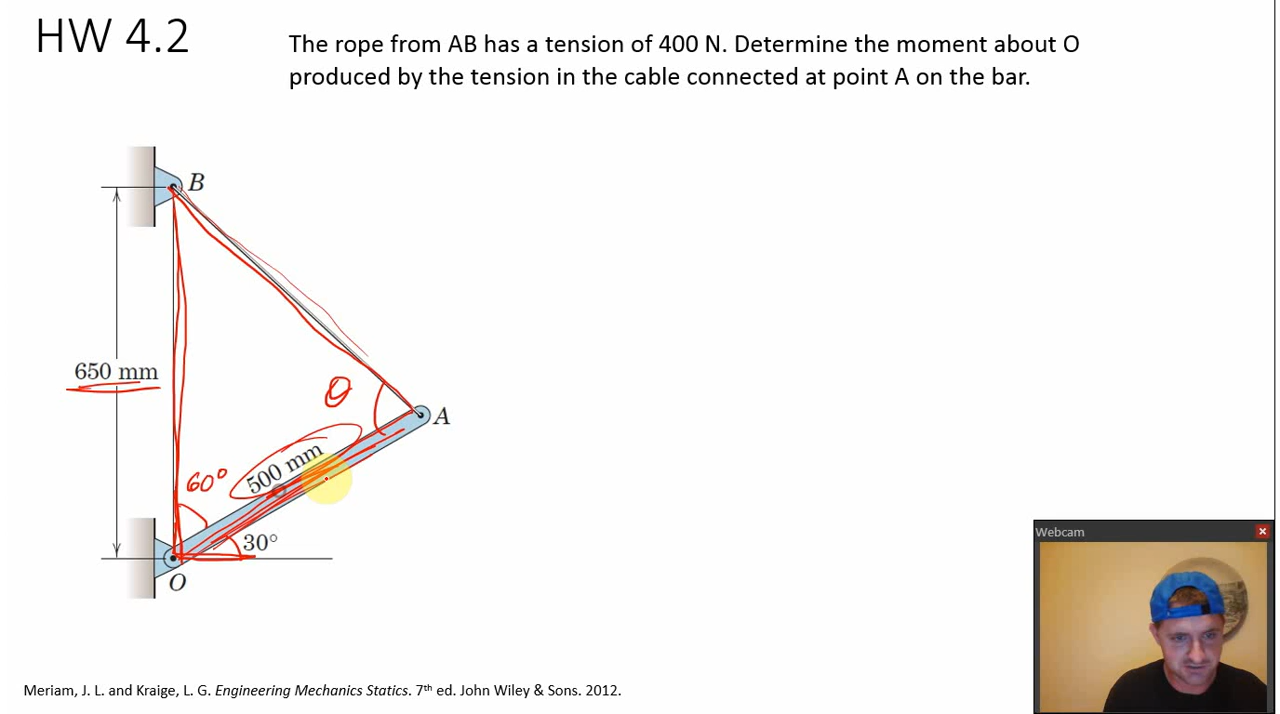 HW 4.2
The rope from AB has a tension of 400 N. Determine the moment about O
produced by the tension in the cable connected at point A on the bar.
B
650 mm
θ
A
60°
500 mm
30°
O
Webcam
Meriam, J. L. and Kraige, L. G. Engineering Mechanics Statics. 7th ed. John Wiley & Sons. 2012.